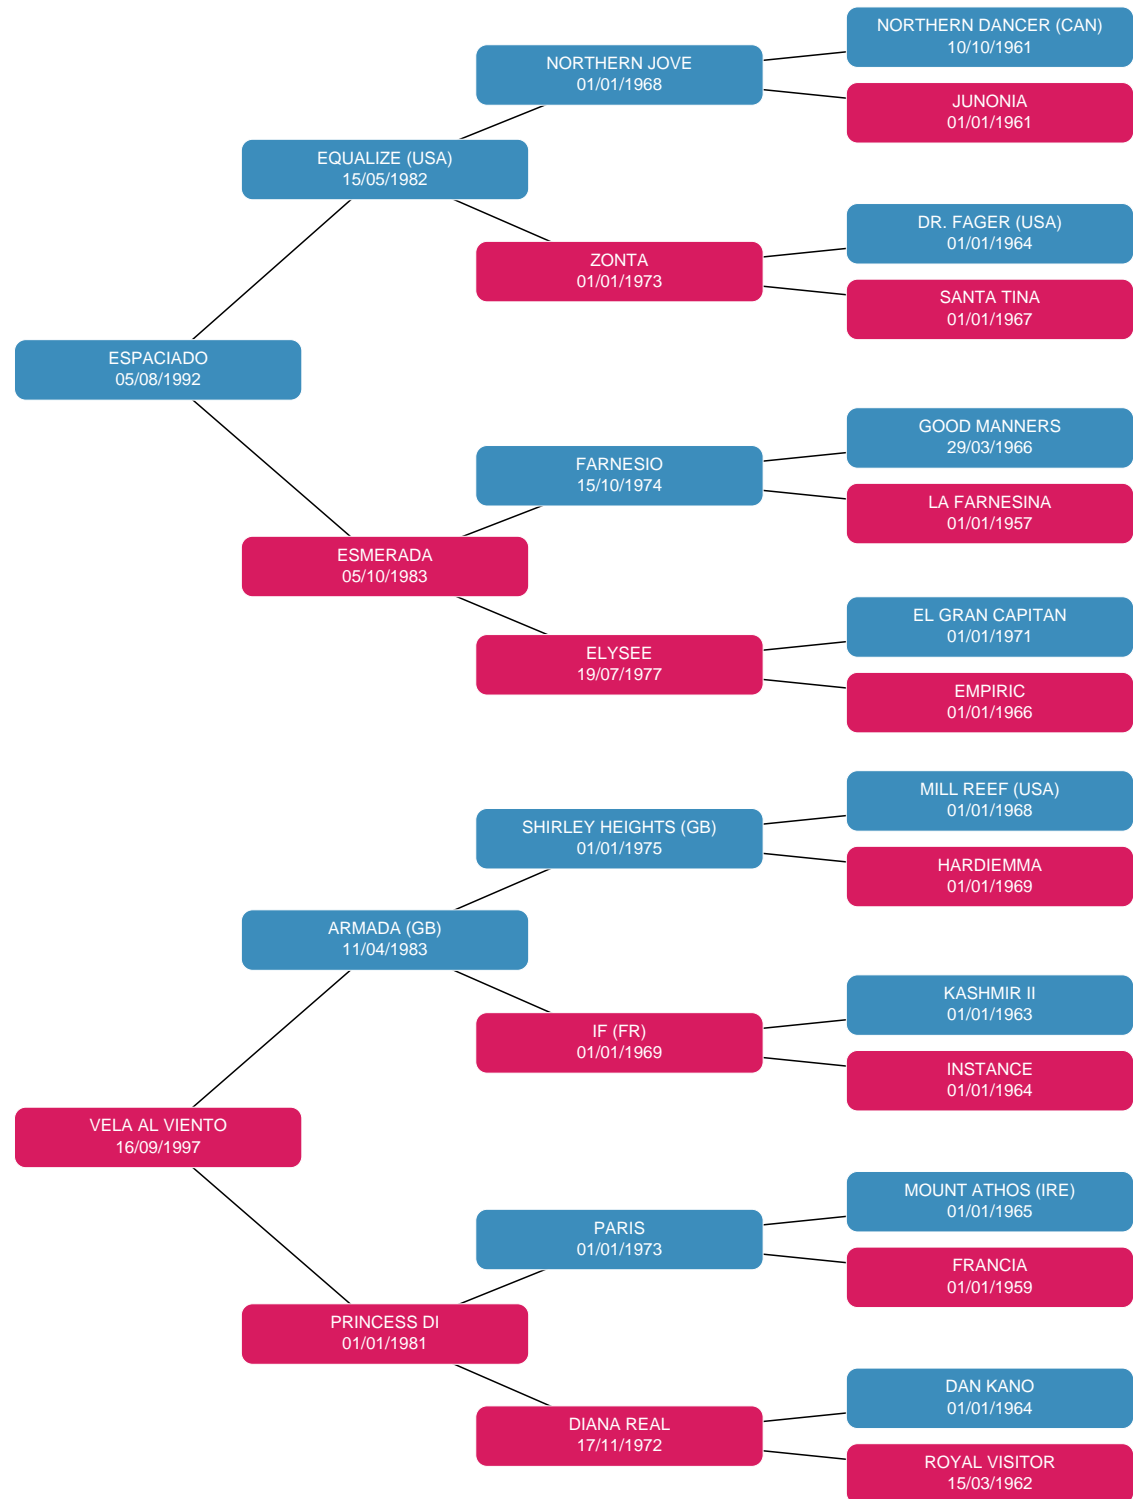 NORTHERN DANCER (CAN)
10/10/1961
NORTHERN JOVE
01/01/1968
JUNONIA
01/01/1961
EQUALIZE (USA)
15/05/1982
DR. FAGER (USA)
01/01/1964
ZONTA
01/01/1973
SANTA TINA
01/01/1967
ESPACIADO
05/08/1992
GOOD MANNERS
29/03/1966
FARNESIO
15/10/1974
LA FARNESINA
01/01/1957
ESMERADA
05/10/1983
EL GRAN CAPITAN
01/01/1971
ELYSEE
19/07/1977
EMPIRIC
01/01/1966
MILL REEF (USA)
01/01/1968
SHIRLEY HEIGHTS (GB)
01/01/1975
HARDIEMMA
01/01/1969
ARMADA (GB)
11/04/1983
KASHMIR II
01/01/1963
IF (FR)
01/01/1969
INSTANCE
01/01/1964
VELA AL VIENTO
16/09/1997
MOUNT ATHOS (IRE)
01/01/1965
PARIS
01/01/1973
FRANCIA
01/01/1959
PRINCESS DI
01/01/1981
DAN KANO
01/01/1964
DIANA REAL
17/11/1972
ROYAL VISITOR
15/03/1962